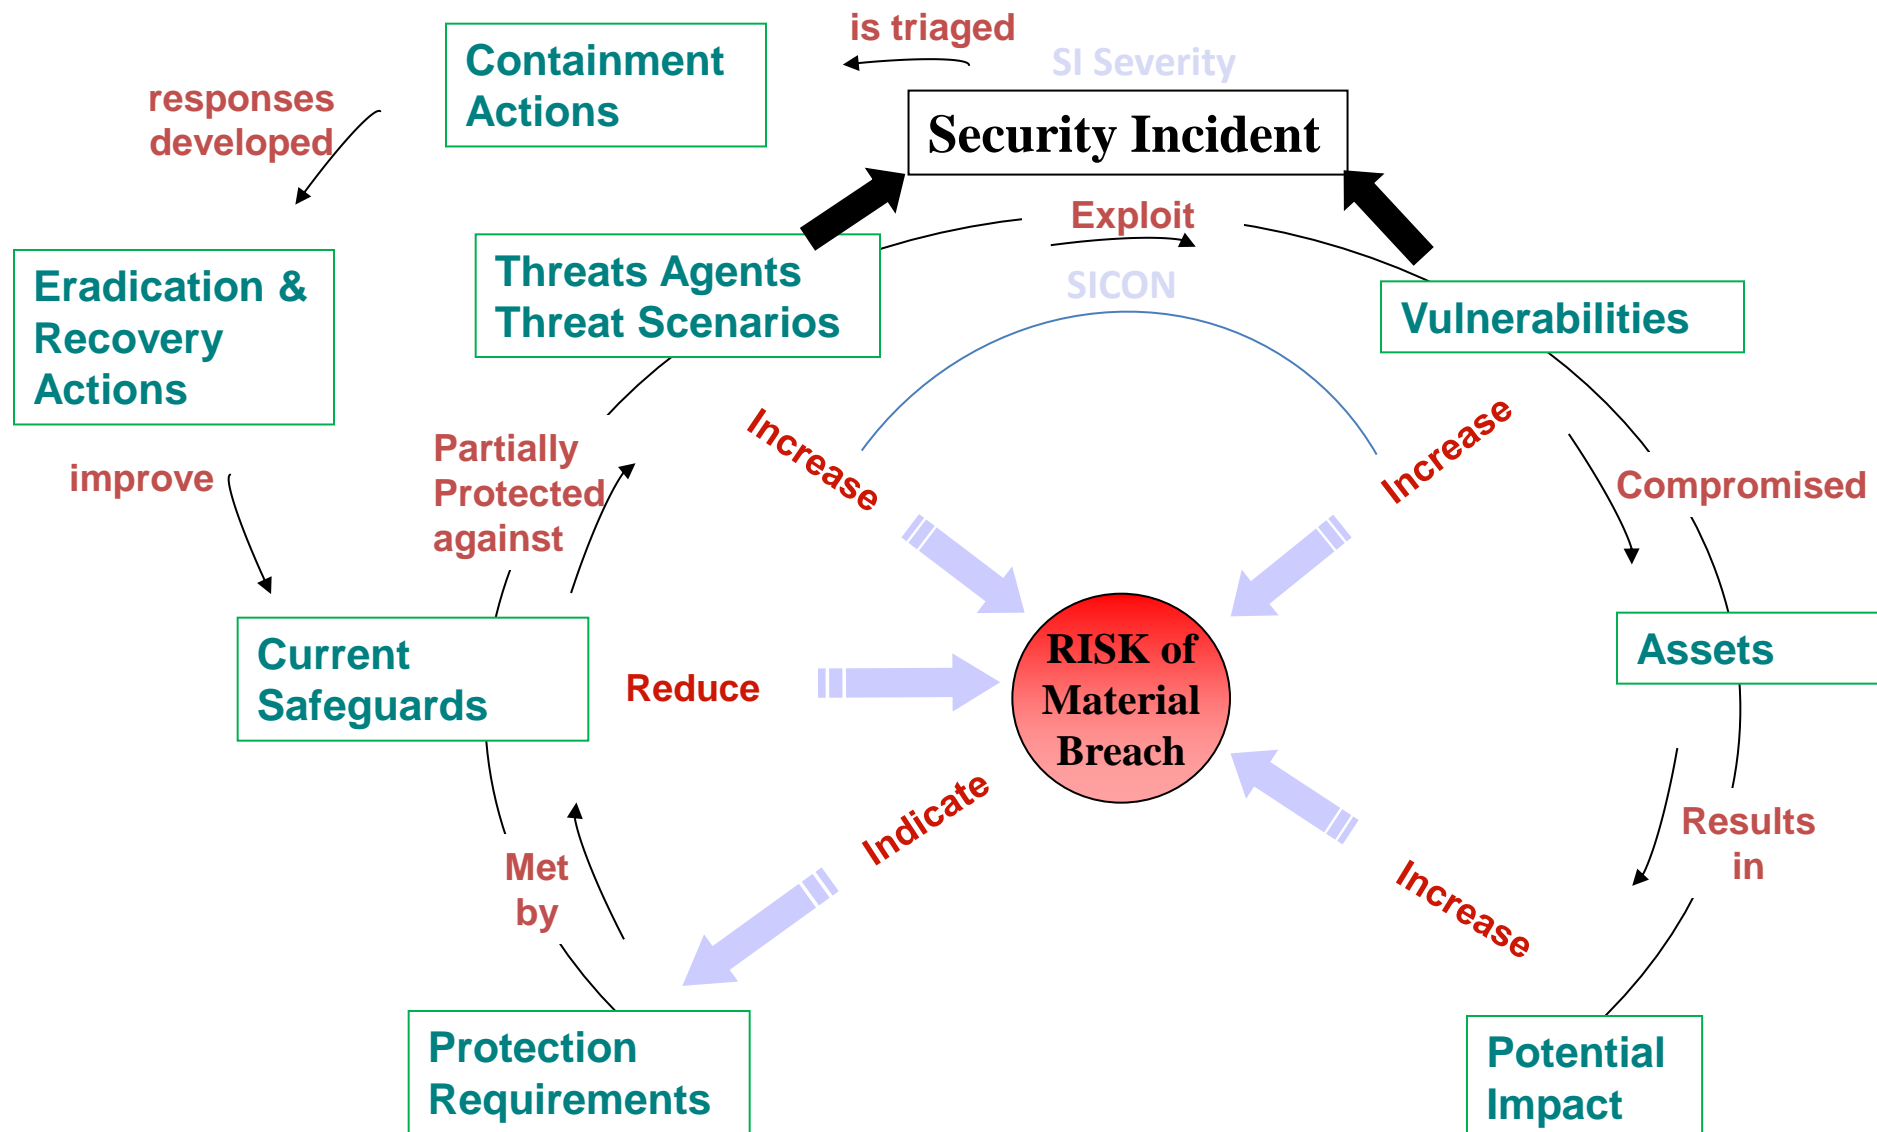 is triaged
SI Severity
Containment
Actions
responses
developed
Security Incident
Exploit
Threats Agents
Threat Scenarios
SICON
Eradication &
Recovery
Actions
Vulnerabilities
Increase
Increase
Partially
Protected
against
improve
Compromised
Current
Safeguards
Reduce
RISK of
Material
Breach
Assets
Indicate
Results
in
Met
by
Increase
Protection
Requirements
Potential
Impact